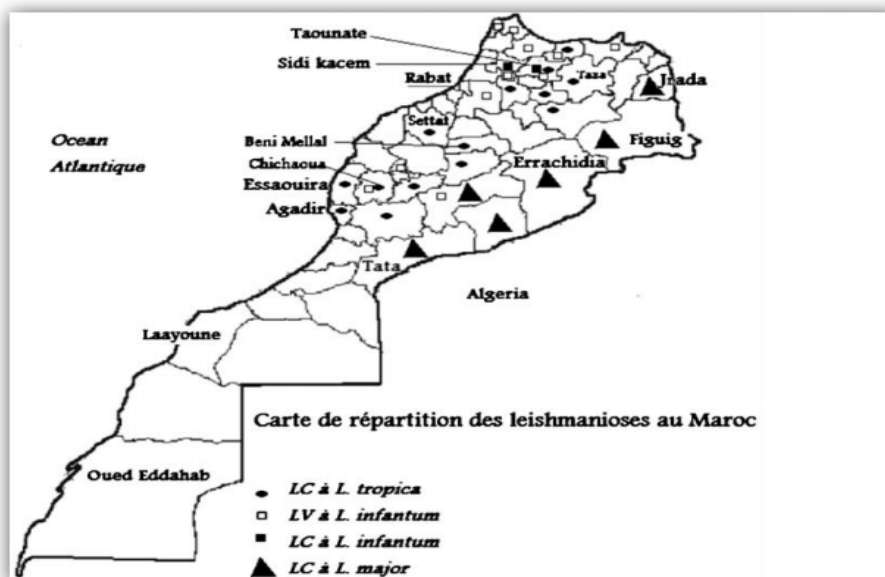 Taounate
Sidi kacem
Rabat
Taza
Jrada
Settat
Ocean
Atlantique
Beni Mellal
Figuig
Chichaoua
Errachidia
Essaouira
Agadir
Tata
Algeria
Laayoune
Carte de répartition des leishmanioses au Maroc
Oued Eddahab
LC à L. tropica
LV à L. infantum
LC à L. infantum
LC à L. major